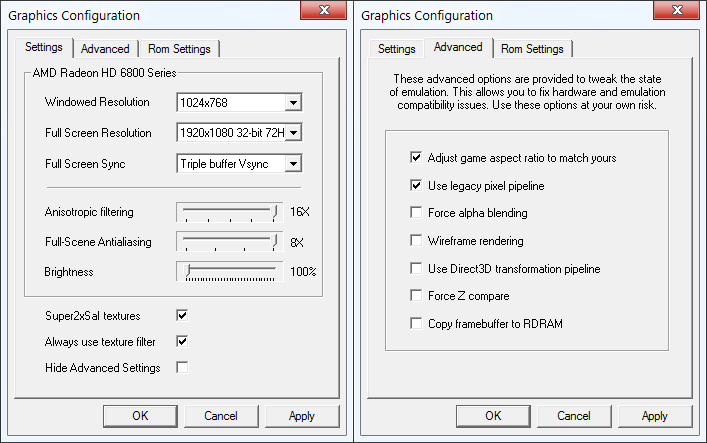 Graphics Configuration
Settings
Advanced
Rom Settings
AMD Radeon HD 6800 Series
Windowed Resolution
1024x768
Full Screen Resolution
1920x1080 32-bit 72H
Full Screen Sync
Triple buffer Vsync
Anisotropic filtering
16X
Full-Scene Antialiasing
8X
Brightness
100%
Super2xSal textures
Always use texture filter
Hide Advanced Settings
OK
Cancel
Apply
Graphics Configuration
Settings
Advanced
Rom Settings
These advanced options are provided to tweak the state
of emulation. This allows you to fix hardware and emulation
compatibility issues. Use these options at your own risk.
Adjust game aspect ratio to match yours
Use legacy pixel pipeline
Force alpha blending
Wireframe rendering
Use Direct3D transformation pipeline
Force Z compare
Copy framebuffer to RDRAM
OK
Cancel
Apply